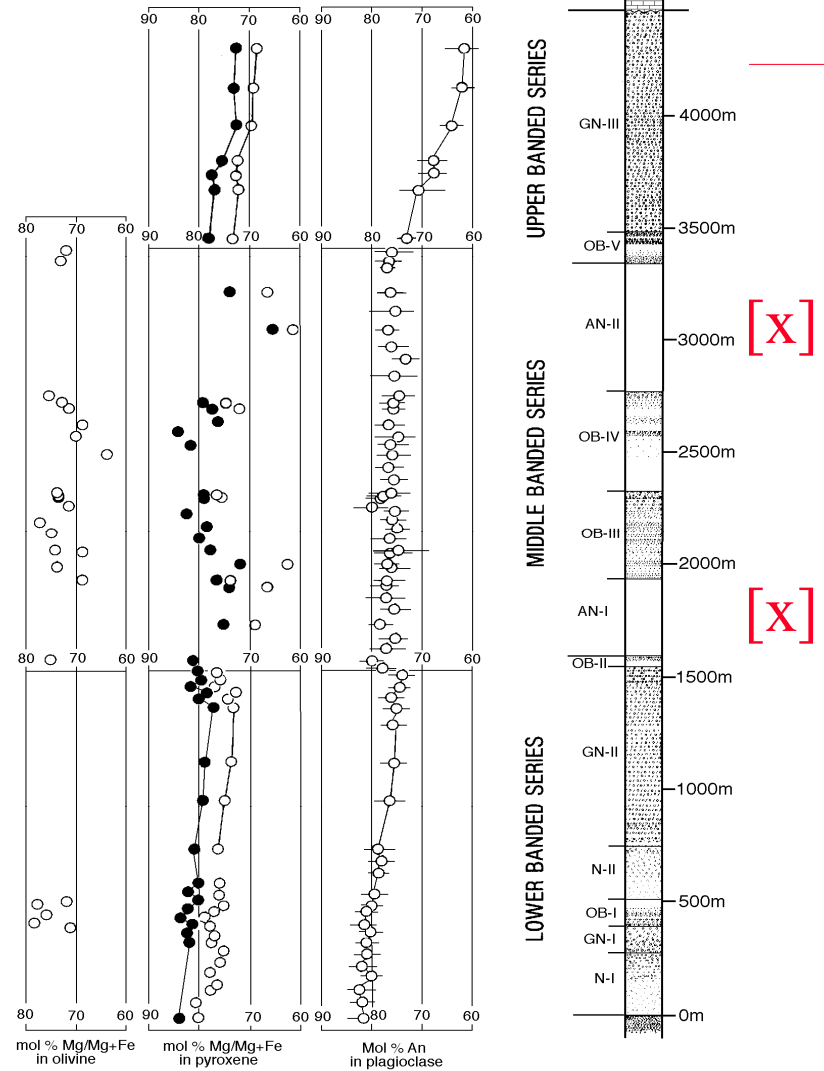 90 80 70 60
90 80 70 60
UPPER BANDED SERIES
GN-III
4000m
3500m
80 70 60
90 80 70 60
90 80 70 60
OB-V
AN-II
3000m
[X]
MIDDLE BANDED SERIES
OB-IV
2500m
OB-III
2000m
AN-I
[X]
80 70 60
90 80 70 60
90 80 70 60
OB-II
1500m
GN-II
1000m
LOWER BANDED SERIES
N-II
500m
OB-I
GN-I
N-I
0m
80 70 60
90 80 70 60
90 80 70 60
mol % Mg/Mg+Fe
in olivine
mol % Mg/Mg+Fe
in pyroxene
Mol % An
in plagioclase